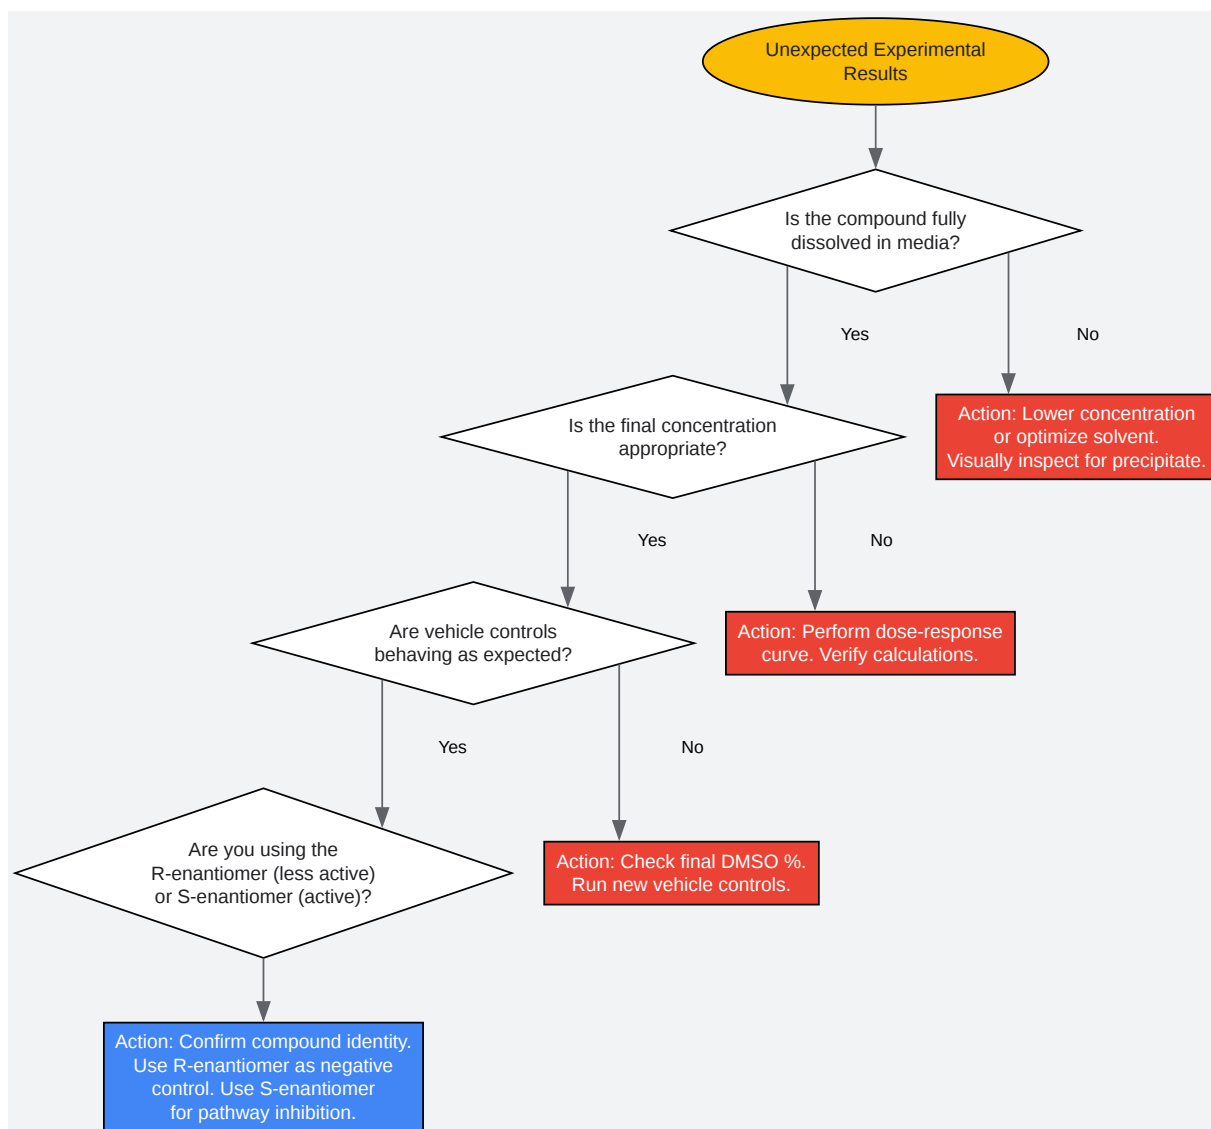 Unexpected Experimental
Results
Is the compound fully
dissolved in media?
Yes
No
Action: Lower concentration
or optimize solvent.
Visually inspect for precipitate.
Is the final concentration
appropriate?
Yes
No
Action: Perform dose-response
curve. Verify calculations.
Are vehicle controls
behaving as expected?
Yes
No
Action: Check final DMSO %.
Run new vehicle controls.
Are you using the
R-enantiomer (less active)
or S-enantiomer (active)?
Action: Confirm compound identity.
Use R-enantiomer as negative
control. Use S-enantiomer
for pathway inhibition.